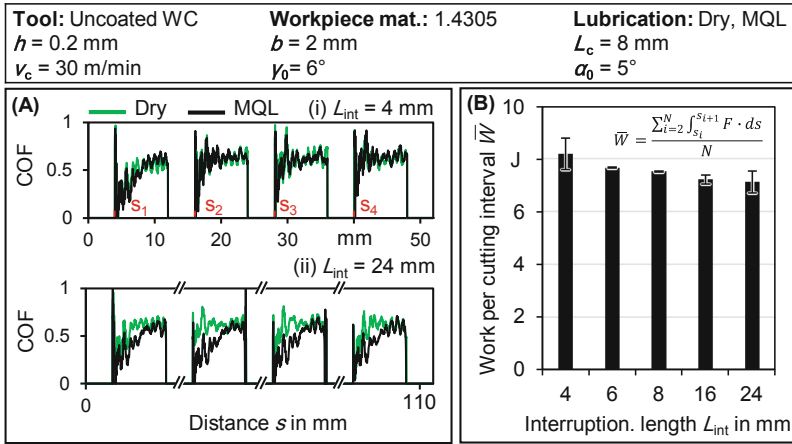 Tool: Uncoated WC Workpiece mat.: 1.4305 Lubrication: Dry, MQL
h = 0.2 mm b = 2 mm Lc = 8 mm
vc = 30 m/min γ0= 6° α0 = 5°
(A) Dry MQL (i) Lint = 4 mm
1
COF
0.5
0
s1 s2 s3 s4
0 10 20 30 mm 50
(ii) Lint = 24 mm
1
COF
0.5
0
0 110
Distance s in mm
(B)
Work per cutting interval W̅
10
J
6
4
2
0
W̅ = ∑_{i=2}^{N} ∫_{si}^{si+1} F · ds / N
4 6 8 16 24
Interruption. length Lint in mm